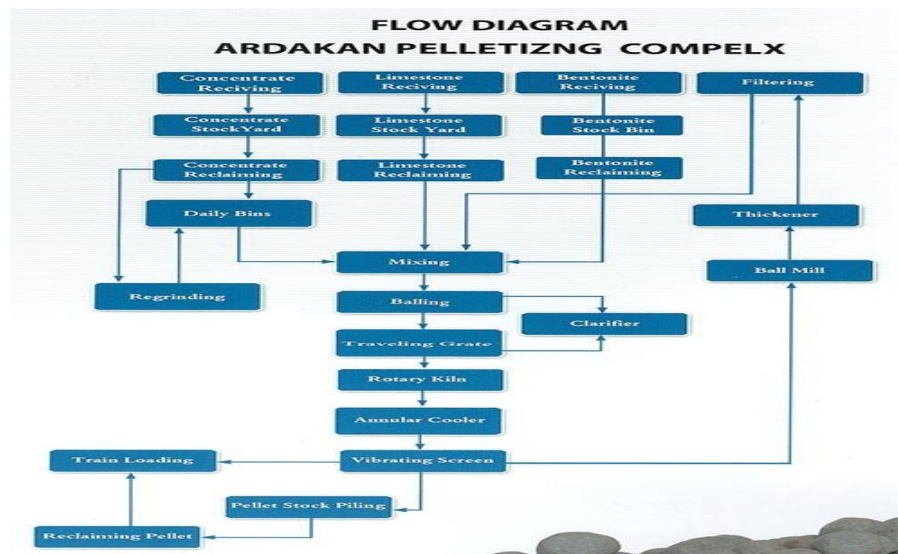 FLOW DIAGRAM
ARDAKAN PELLETIZNG COMPELX
Concentrate
Reciving
Limestone
Reciving
Bentonite
Reciving
Filtering
Concentrate
StockYard
Limestone
Stock Yard
Bentonite
Stock Bin
Concentrate
Reclaiming
Limestone
Reclaiming
Bentonite
Reclaiming
Daily Bins
Thickener
Mixing
Ball Mill
Regrinding
Balling
Clarifier
Traveling Grate
Rotary Kiln
Annular Cooler
Train Loading
Vibrating Screen
Pellet Stock Piling
Reclaiming Pellet